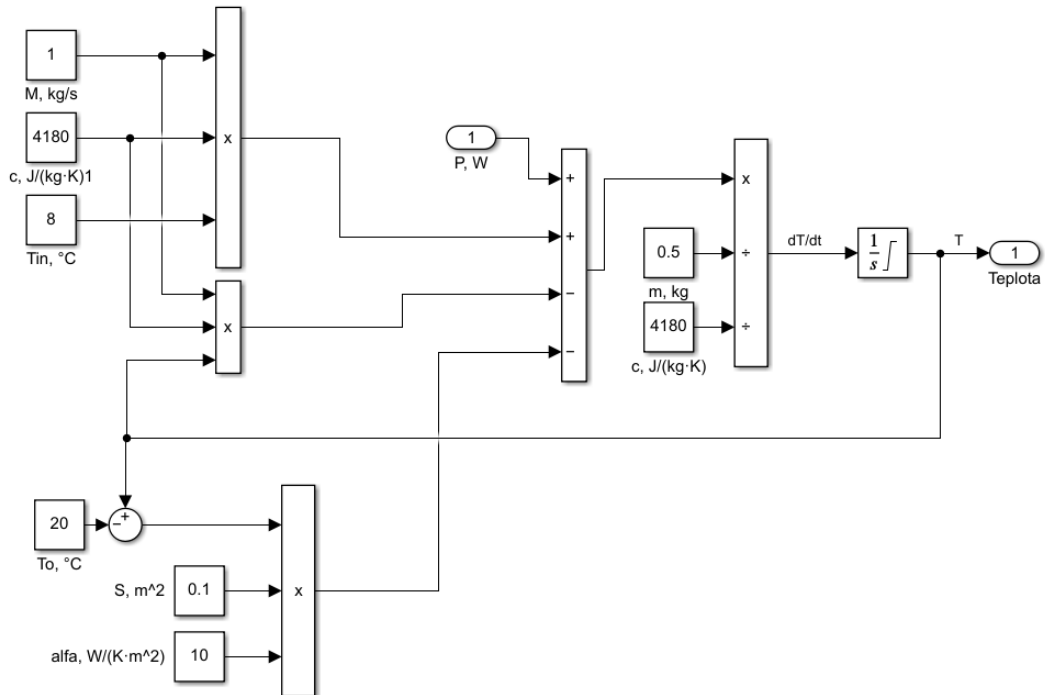 1
M, kg/s
4180
c, J/(kg·K)1
8
Tin, °C
x
x
1
P, W
+
+
−
−
0.5
m, kg
4180
c, J/(kg·K)
x
÷
÷
dT/dt
1
s
T
1
Teplota
20
To, °C
+
−
S, m^2
0.1
alfa, W/(K·m^2)
10
x